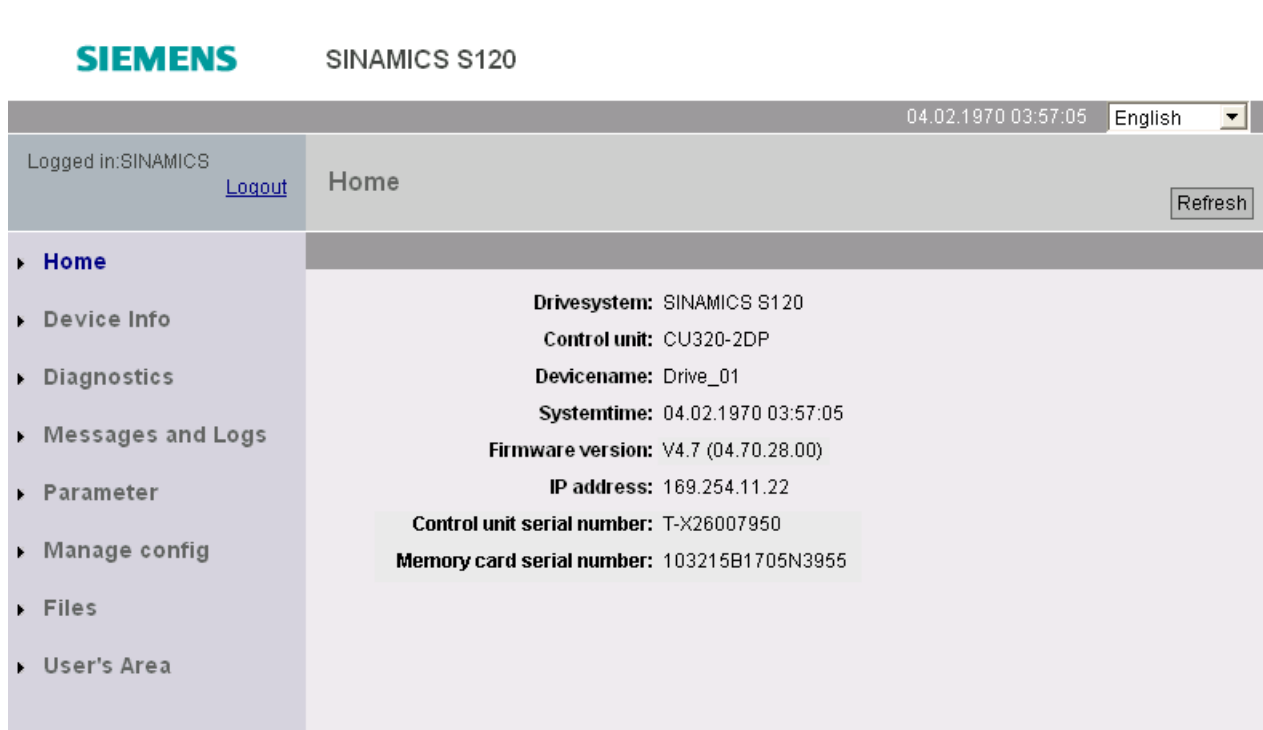 SIEMENS SINAMICS S120
04.02.1970 03:57:05 English
Logged in:SINAMICS
Logout
Home
Refresh
Home
Device Info
Diagnostics
Messages and Logs
Parameter
Manage config
Files
User's Area
Drivesystem: SINAMICS S120
Control unit: CU320-2DP
Devicename: Drive_01
Systemtime: 04.02.1970 03:57:05
Firmware version: V4.7 (04.70.28.00)
IP address: 169.254.11.22
Control unit serial number: T-X26007950
Memory card serial number: 103215B1705N3955